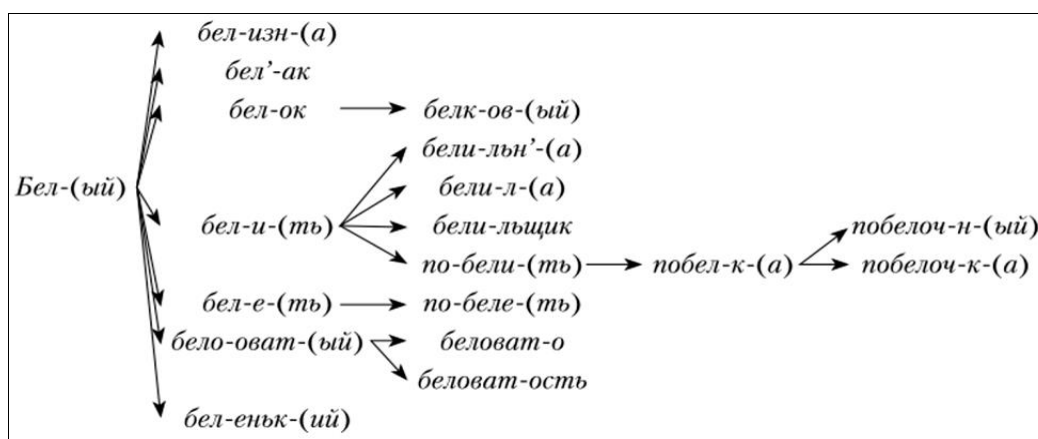 бел-изн-(а)
бел’-ак
бел-ок белк-ов-(ый)
бели-льн’-(а)
Бел-(ый) бели-л-(а)
бел-и-(ть) бели-льщик побелоч-н-(ый)
по-бели-(ть) побел-к-(а) побелоч-к-(а)
бел-е-(ть) по-беле-(ть)
бело-оват-(ый) беловат-о
беловат-ость
бел-еньк-(ий)